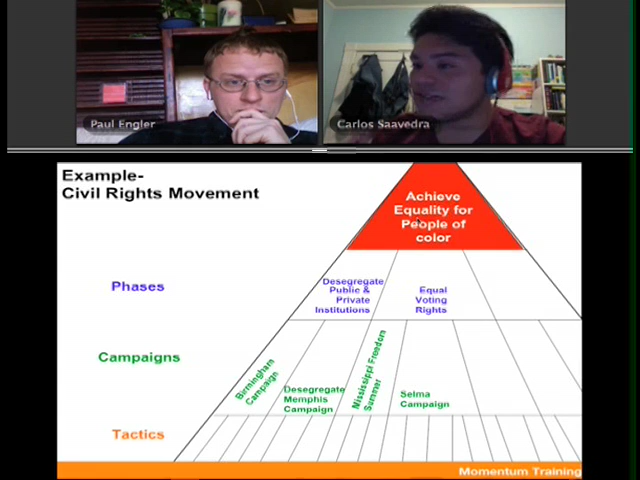 Paul Engler
Carlos Saavedra
Example-
Civil Rights Movement
Achieve
Equality for
People of
color
Phases
Desegregate
Public &
Private
Institutions
Equal
Voting
Rights
Campaigns
Birmingham
Campaign
Desegregate
Memphis
Campaign
Mississippi Freedom
Summer
Selma
Campaign
Tactics
Momentum Training